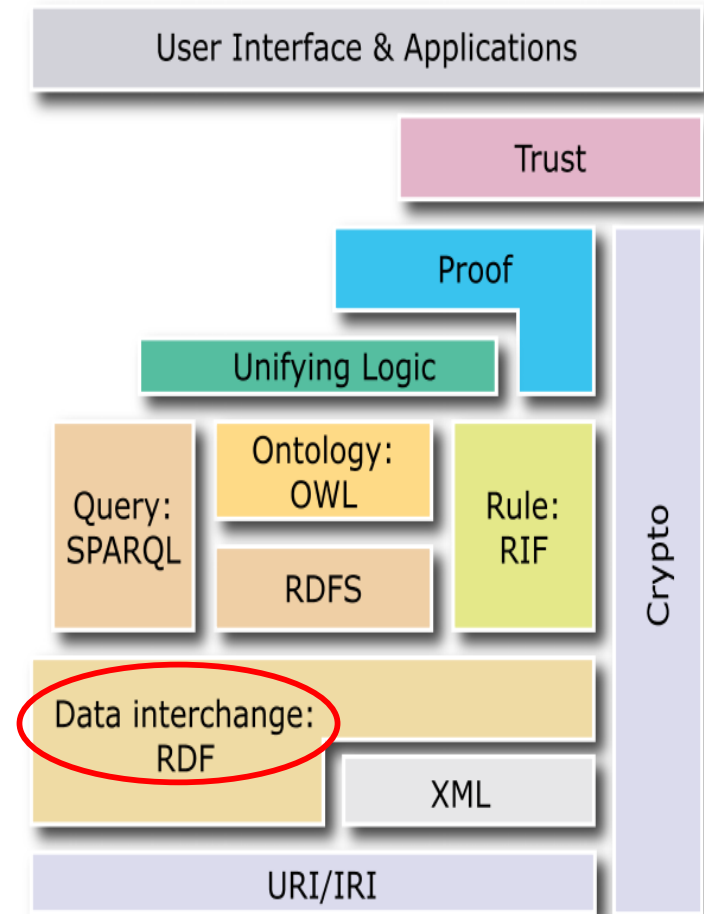 User Interface & Applications
Trust
Proof
Unifying Logic
Ontology:
OWL
Query:
SPARQL
Rule:
RIF
RDFS
Crypto
Data interchange:
RDF
XML
URI/IRI